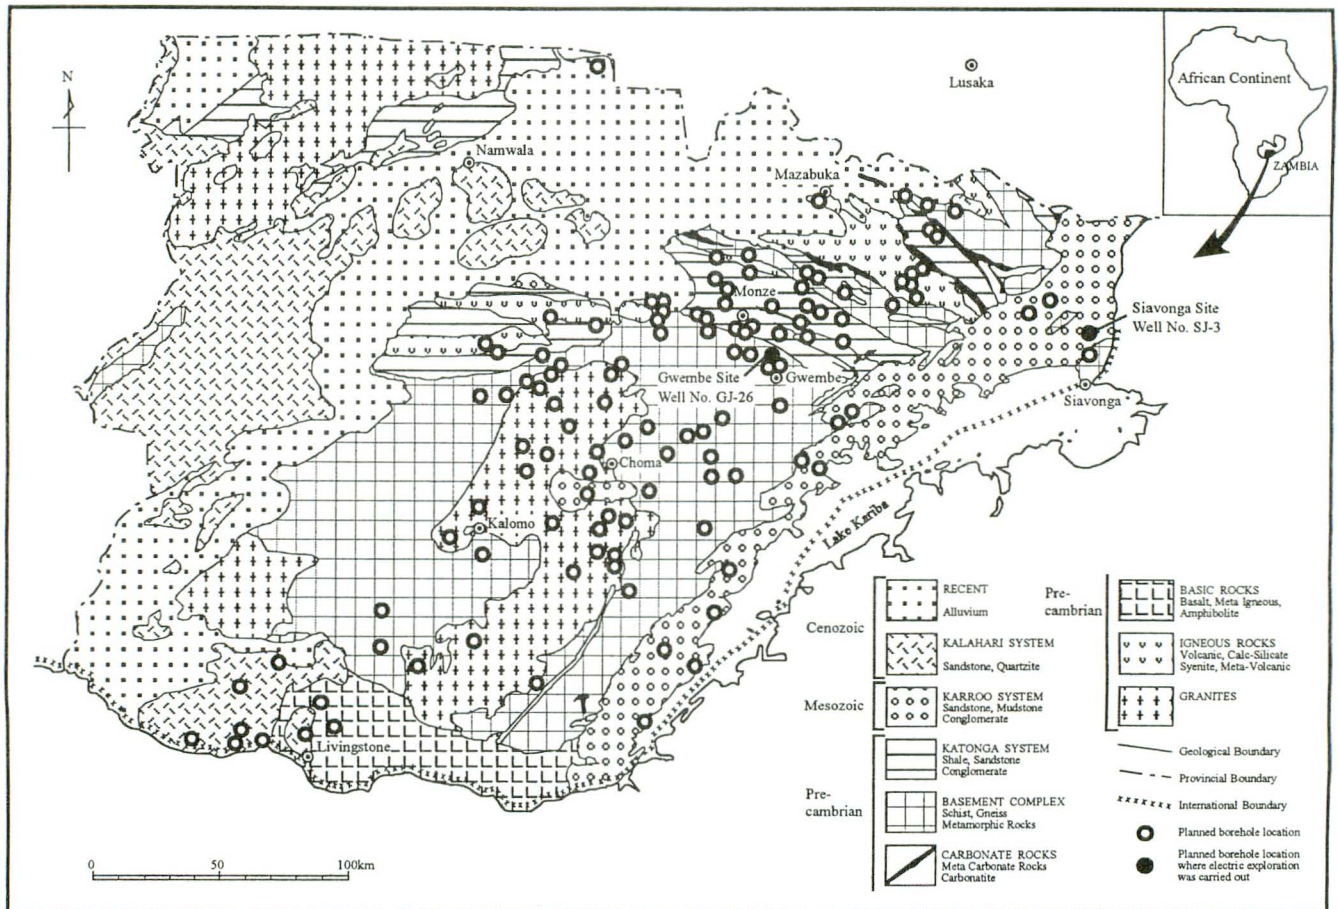 N
Lusaka
African Continent
ZAMBIA
Namwala
Mazabuka
Monze
Siavonga Site
Well No. SJ-3
Gwembe Site
Well No. GJ-26
Gwembe
Siavonga
Choma
Kalomo
Lake Kariba
Livingstone
0 50 100km
Cenozoic
RECENT
Alluvium
KALAHARI SYSTEM
Sandstone, Quartzite
Mesozoic
KARROO SYSTEM
Sandstone, Mudstone
Conglomerate
Pre-
cambrian
KATONGA SYSTEM
Shale, Sandstone
Conglomerate
BASEMENT COMPLEX
Schist, Gneiss
Metamorphic Rocks
CARBONATE ROCKS
Meta Carbonate Rocks
Carbonatite
Pre-
cambrian
BASIC ROCKS
Basalt, Meta Igneous,
Amphibolite
IGNEOUS ROCKS
Volcanic, Calc-Silicate
Syenite, Meta-Volcanic
GRANITES
Geological Boundary
Provincial Boundary
International Boundary
Planned borehole location
Planned borehole location
where electric exploration
was carried out